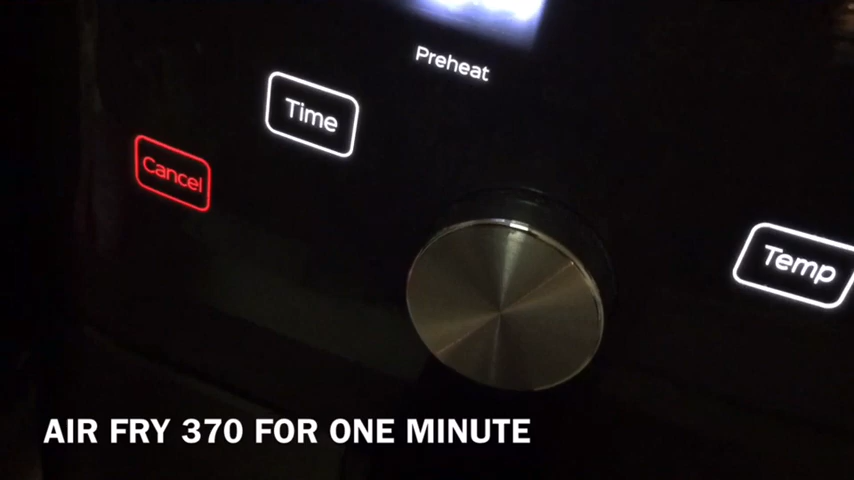 Preheat
Time
Cancel
Temp
AIR FRY 370 FOR ONE MINUTE